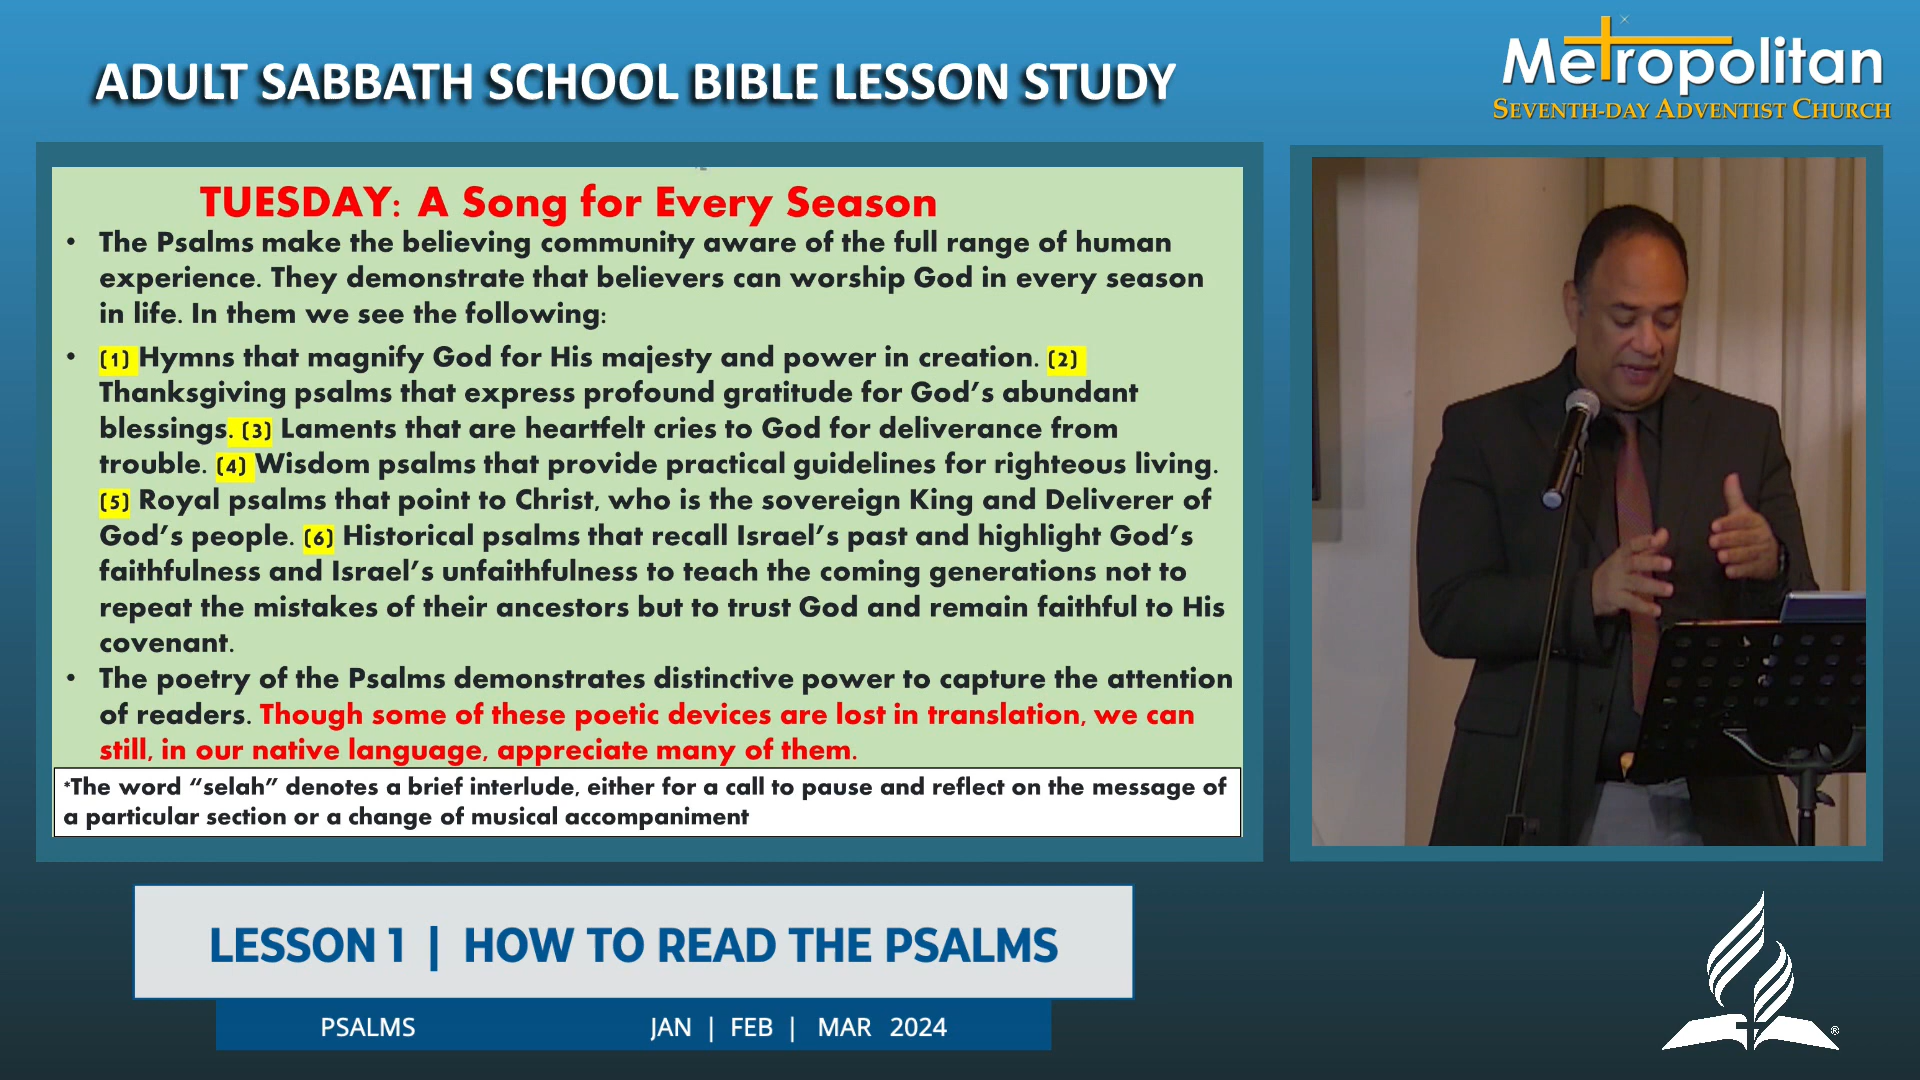 ADULT SABBATH SCHOOL BIBLE LESSON STUDY
Metropolitan
SEVENTH-DAY ADVENTIST CHURCH
TUESDAY: A Song for Every Season
• The Psalms make the believing community aware of the full range of human
experience. They demonstrate that believers can worship God in every season
in life. In them we see the following:
• (1) Hymns that magnify God for His majesty and power in creation. (2)
Thanksgiving psalms that express profound gratitude for God’s abundant
blessings. (3) Laments that are heartfelt cries to God for deliverance from
trouble. (4) Wisdom psalms that provide practical guidelines for righteous living.
(5) Royal psalms that point to Christ, who is the sovereign King and Deliverer of
God’s people. (6) Historical psalms that recall Israel’s past and highlight God’s
faithfulness and Israel’s unfaithfulness to teach the coming generations not to
repeat the mistakes of their ancestors but to trust God and remain faithful to His
covenant.
• The poetry of the Psalms demonstrates distinctive power to capture the attention
of readers. Though some of these poetic devices are lost in translation, we can
still, in our native language, appreciate many of them.
*The word “selah” denotes a brief interlude, either for a call to pause and reflect on the message of
a particular section or a change of musical accompaniment
LESSON 1 | HOW TO READ THE PSALMS
PSALMS JAN | FEB | MAR 2024
®